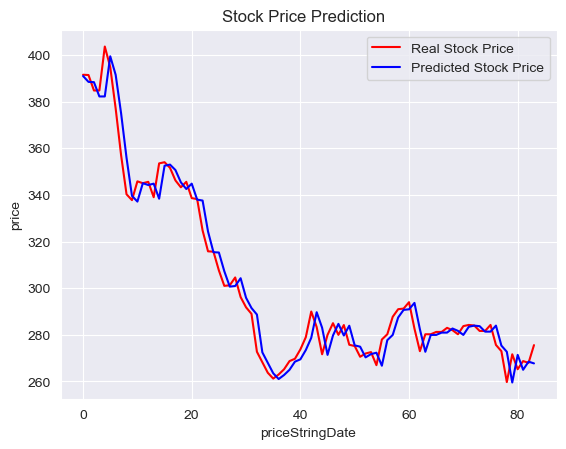 Stock Price Prediction
Real Stock Price
Predicted Stock Price
price
400
380
360
340
320
300
280
260
0
20
40
60
80
priceStringDate